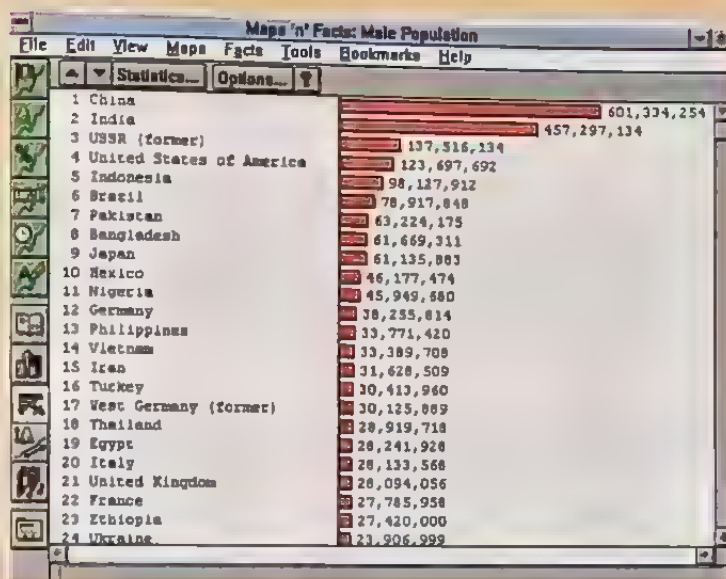 Maps 'n' Facts: Male Population
File Edit View Maps Facts Tools Bookmarks Help
Statistics... Options...
1 China 601,334,254
2 India 457,297,134
3 USSR (former) 137,516,134
4 United States of America 123,697,692
5 Indonesia 98,127,912
6 Brazil 78,917,848
7 Pakistan 63,224,175
8 Bangladesh 61,669,311
9 Japan 61,135,883
10 Mexico 46,177,474
11 Nigeria 45,949,680
12 Germany 38,255,814
13 Philippines 33,771,420
14 Vietnam 33,389,708
15 Iran 31,628,509
16 Turkey 30,413,960
17 West Germany (former) 30,125,889
18 Thailand 28,919,718
19 Egypt 28,241,928
20 Italy 28,133,568
21 United Kingdom 28,094,056
22 France 27,785,958
23 Ethiopia 27,420,000
24 Ukraine 23,906,999